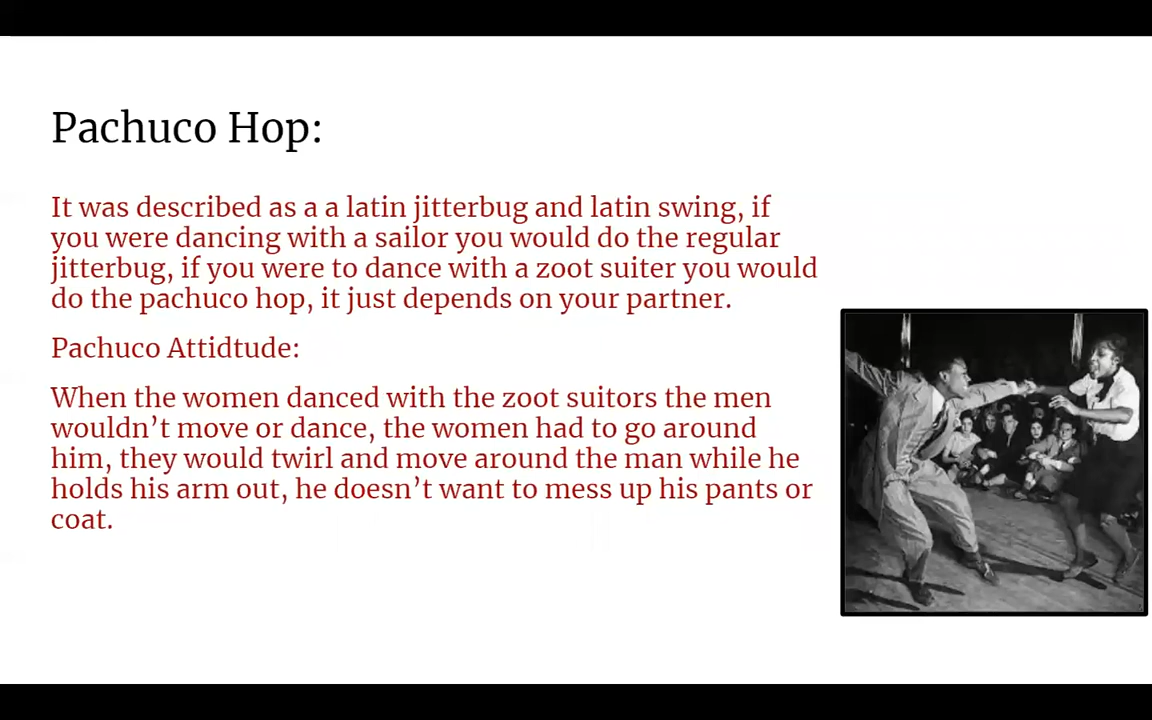 Pachuco Hop:
It was described as a a latin jitterbug and latin swing, if
you were dancing with a sailor you would do the regular
jitterbug, if you were to dance with a zoot suiter you would
do the pachuco hop, it just depends on your partner.
Pachuco Attidtude:
When the women danced with the zoot suitors the men
wouldn’t move or dance, the women had to go around
him, they would twirl and move around the man while he
holds his arm out, he doesn’t want to mess up his pants or
coat.